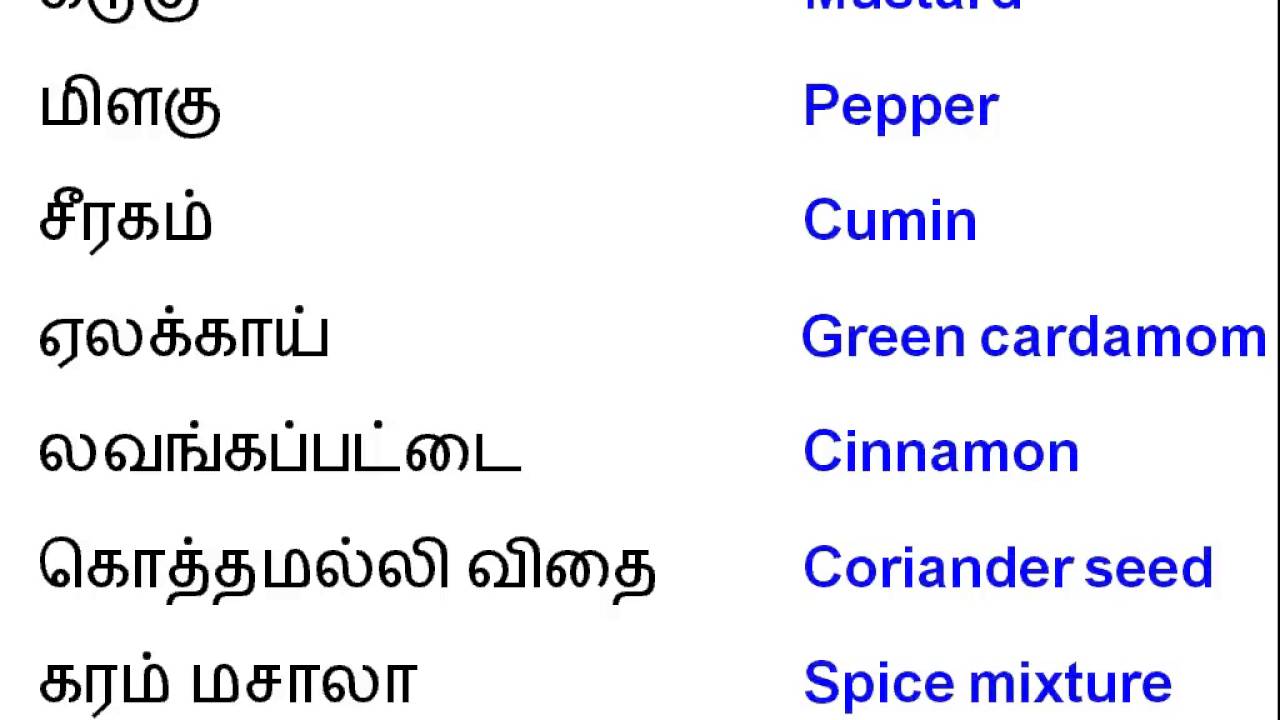 கடுகு Mustard
மிளகு Pepper
சீரகம் Cumin
ஏலக்காய் Green cardamom
லவங்கப்பட்டை Cinnamon
கொத்தமல்லி விதை Coriander seed
கரம் மசாலா Spice mixture